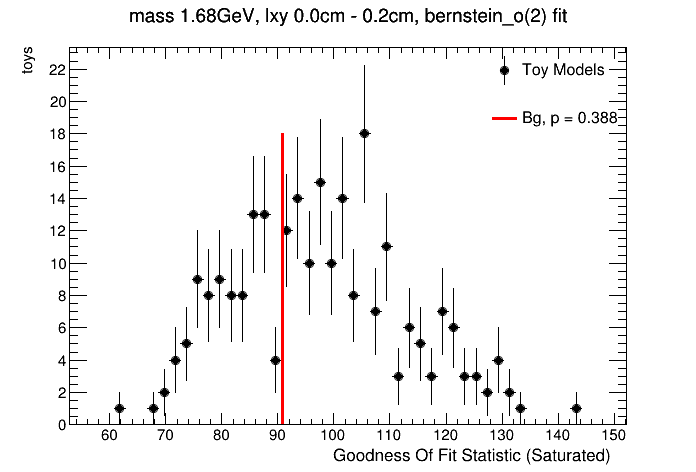 mass 1.68GeV, lxy 0.0cm - 0.2cm, bernstein_o(2) fit
toys
Toy Models
Bg, p = 0.388
22
20
18
16
14
12
10
8
6
4
2
0
60 70 80 90 100 110 120 130 140 150
Goodness Of Fit Statistic (Saturated)